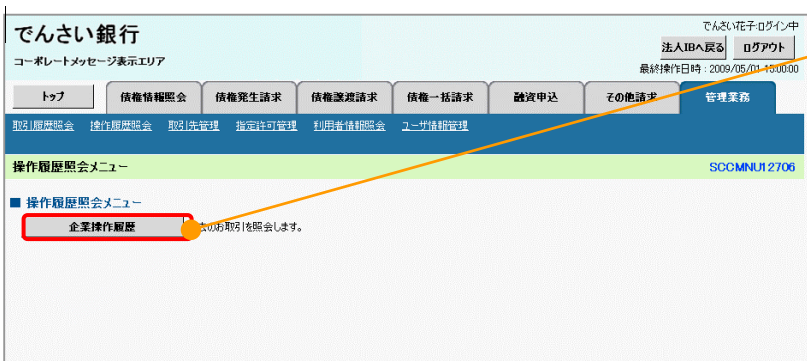 でんさい銀行
コーポレートメッセージ表示エリア
でんさい花子:ログイン中
法人IBへ戻る ログアウト
最終操作日時:2009/05/01 15:00:00
トップ 債権情報照会 債権発生請求 債権譲渡請求 債権一括請求 融資申込 その他請求 管理業務
取引履歴照会 操作履歴照会 取引先管理 指定許可管理 利用者情報照会 ユーザ情報管理
操作履歴照会メニュー SCCMNU12706
■ 操作履歴照会メニュー
企業操作履歴 去のお取引を照会します。